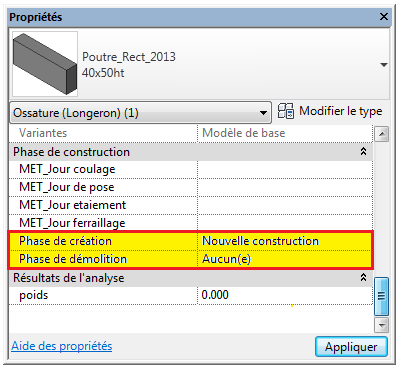 Propriétés
Poutre_Rect_2013
40x50ht
Ossature (Longeron) (1)
Modifier le type
Variantes Modèle de base
Phase de construction
MET_Jour coulage
MET_Jour de pose
MET_Jour etaiement
MET_Jour ferraillage
Phase de création Nouvelle construction
Phase de démolition Aucun(e)
Résultats de l'analyse
poids 0.000
Aide des propriétés
Appliquer